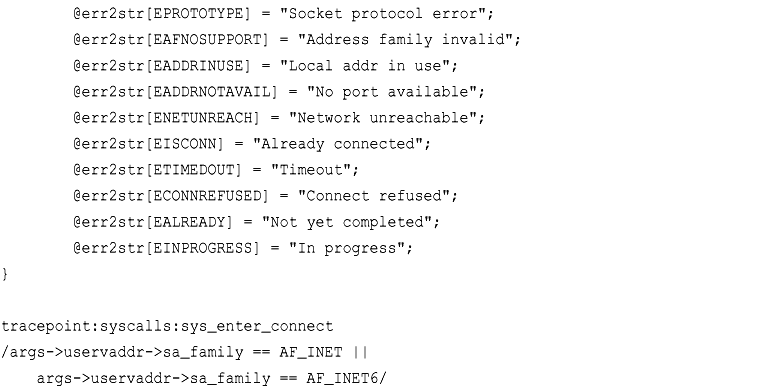 @err2str[EPROTOTYPE] = "Socket protocol error";
@err2str[EAFNOSUPPORT] = "Address family invalid";
@err2str[EADDRINUSE] = "Local addr in use";
@err2str[EADDRNOTAVAIL] = "No port available";
@err2str[ENETUNREACH] = "Network unreachable";
@err2str[EISCONN] = "Already connected";
@err2str[ETIMEDOUT] = "Timeout";
@err2str[ECONNREFUSED] = "Connect refused";
@err2str[EALREADY] = "Not yet completed";
@err2str[EINPROGRESS] = "In progress";
}
tracepoint:syscalls:sys_enter_connect
/args->uservaddr->sa_family == AF_INET ||
args->uservaddr->sa_family == AF_INET6/